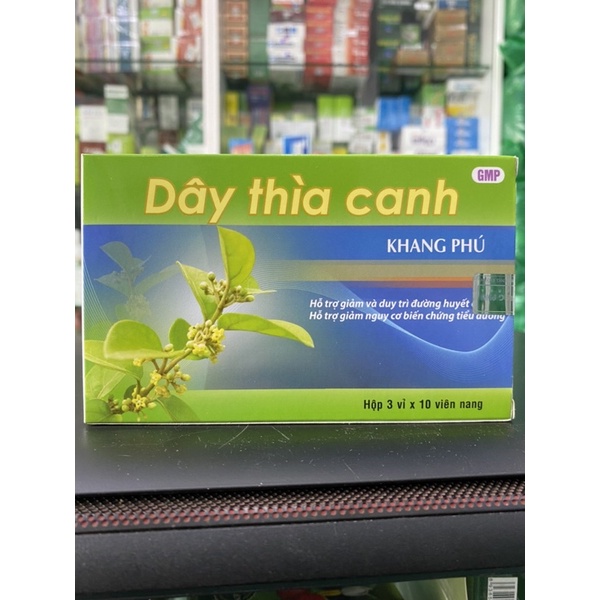 Dây thìa canh
GMP
KHANG PHÚ
Hỗ trợ giảm và duy trì đường huyết
Hỗ trợ giảm nguy cơ biến chứng tiểu đường
Hộp 3 vỉ x 10 viên nang